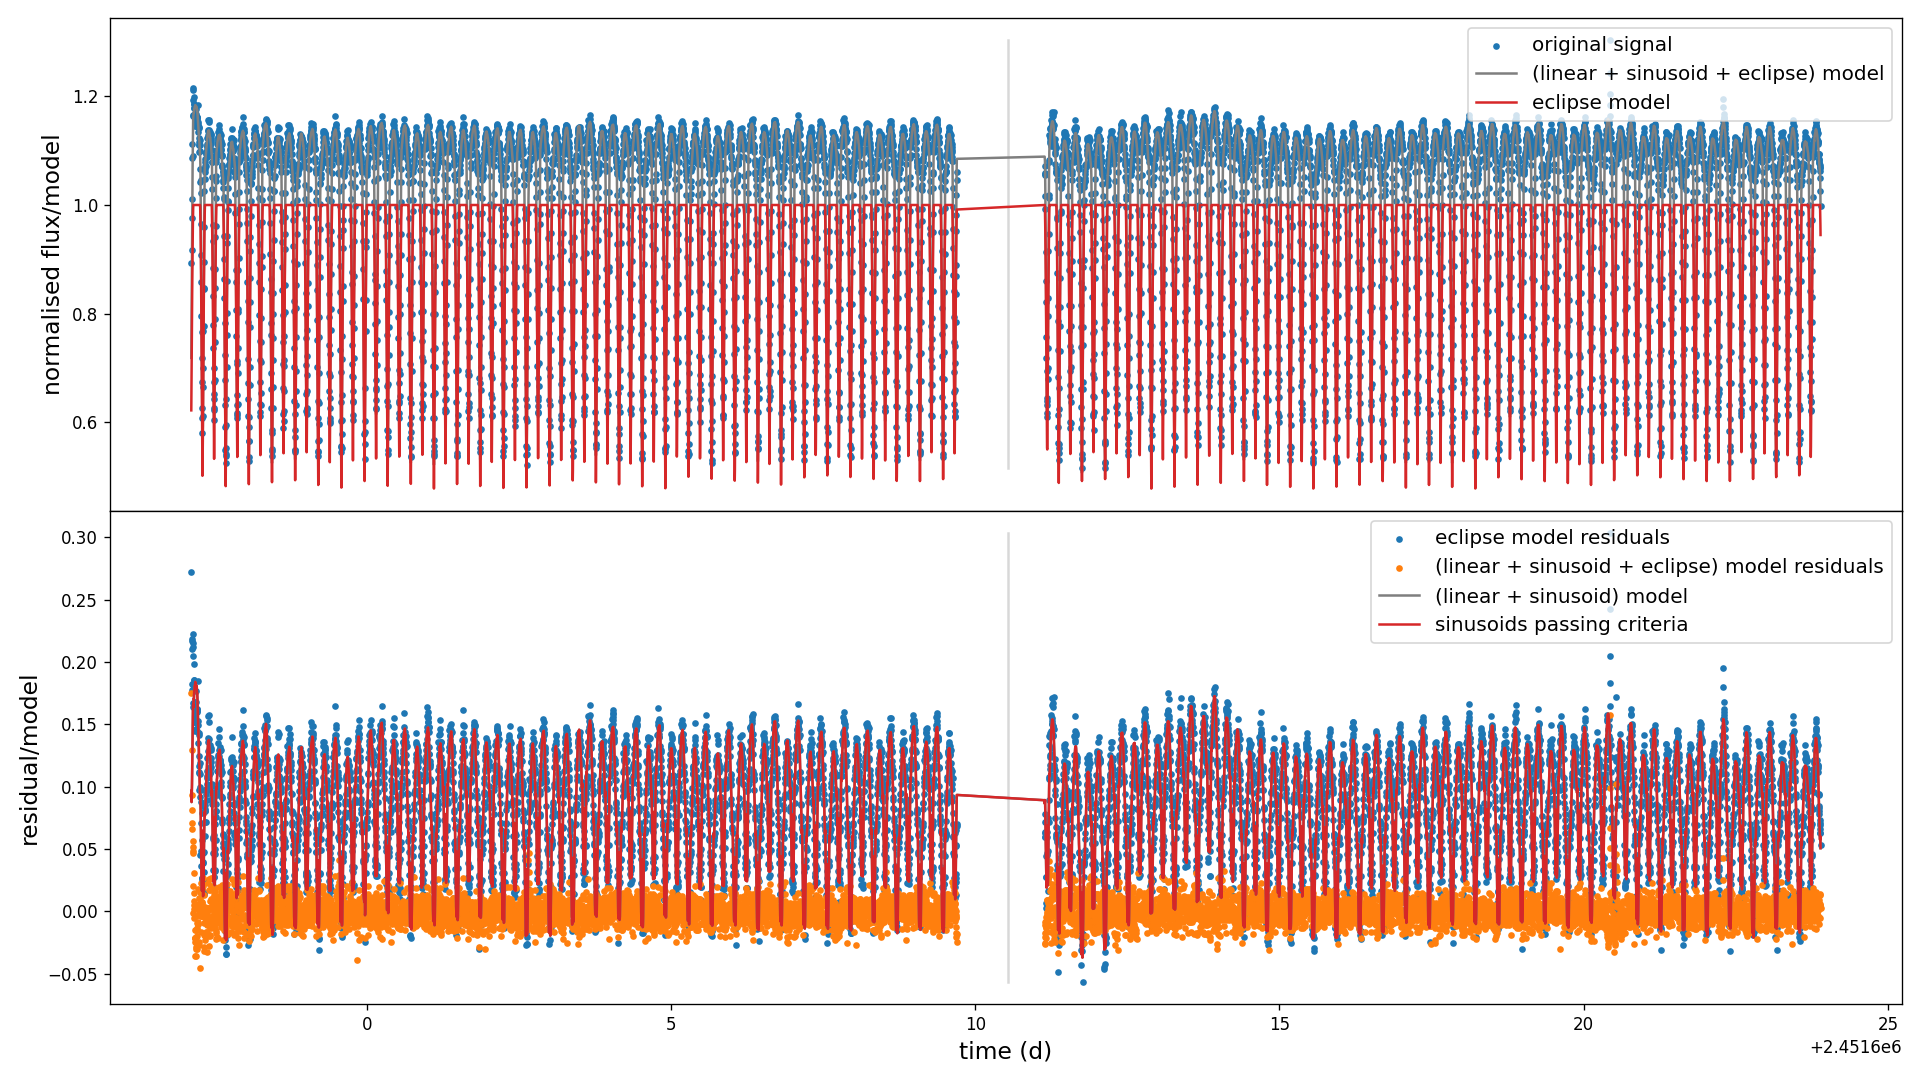 original signal
(linear + sinusoid + eclipse) model
eclipse model
1.2
1.0
0.8
0.6
normalised flux/model
eclipse model residuals
(linear + sinusoid + eclipse) model residuals
(linear + sinusoid) model
sinusoids passing criteria
0.30
0.25
0.20
0.15
0.10
0.05
0.00
−0.05
residual/model
0
5
10
15
20
25
time (d)
+2.4516e6